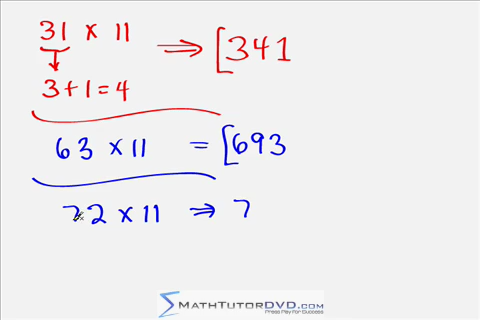 31 x 11 ⇒ [341
3+1=4
63 x 11 = [693
72 x 11 ⇒ 7
MATHTUTORDVD.COM
Press Play For Success